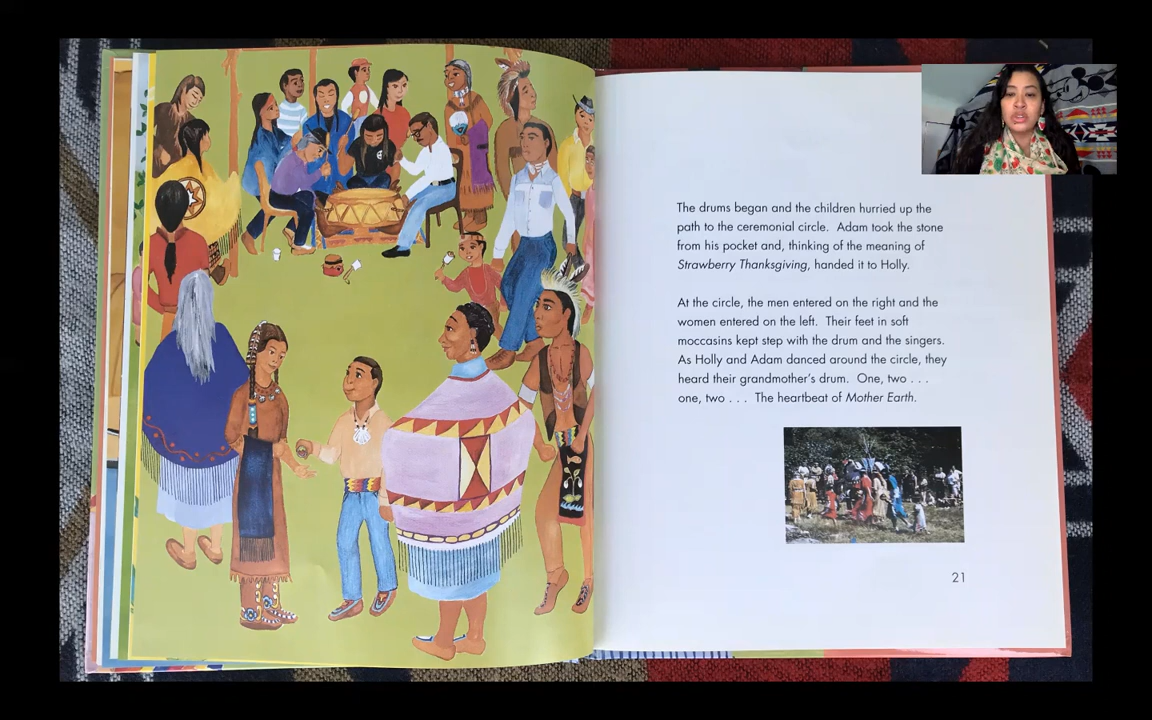 The drums began and the children hurried up the
path to the ceremonial circle. Adam took the stone
from his pocket and, thinking of the meaning of
Strawberry Thanksgiving, handed it to Holly.
At the circle, the men entered on the right and the
women entered on the left. Their feet in soft
moccasins kept step with the drum and the singers.
As Holly and Adam danced around the circle, they
heard their grandmother's drum. One, two . . .
one, two . . . The heartbeat of Mother Earth.
21